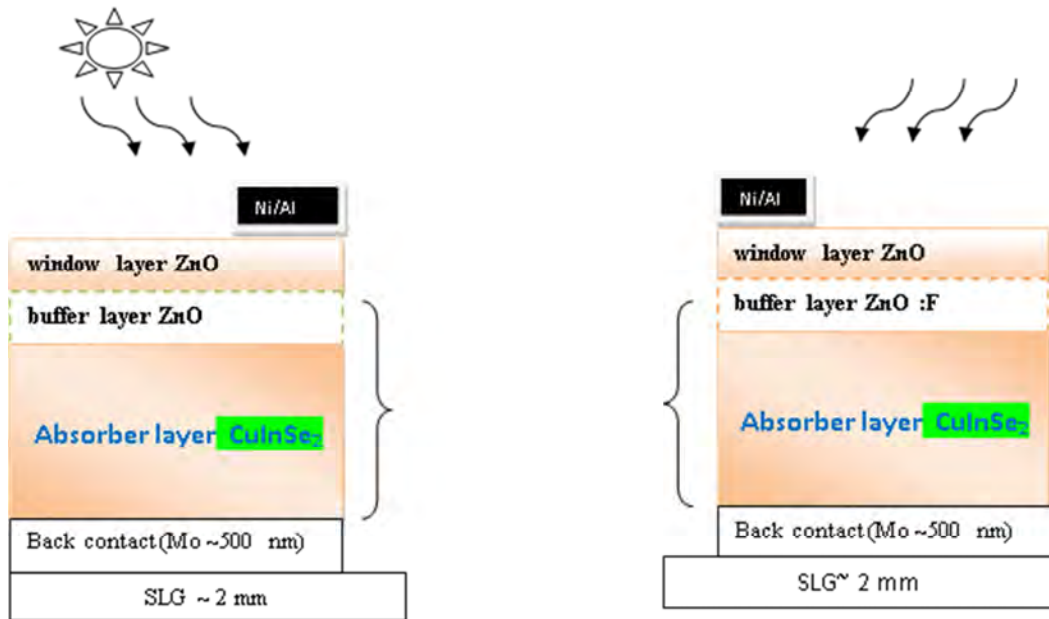 Ni/Al
window layer ZnO
buffer layer ZnO
Absorber layer CuInSe₂
Back contact(Mo ~500 nm)
SLG ~ 2 mm
Ni/Al
window layer ZnO
buffer layer ZnO :F
Absorber layer CuInSe₂
Back contact(Mo ~500 nm)
SLG~ 2 mm